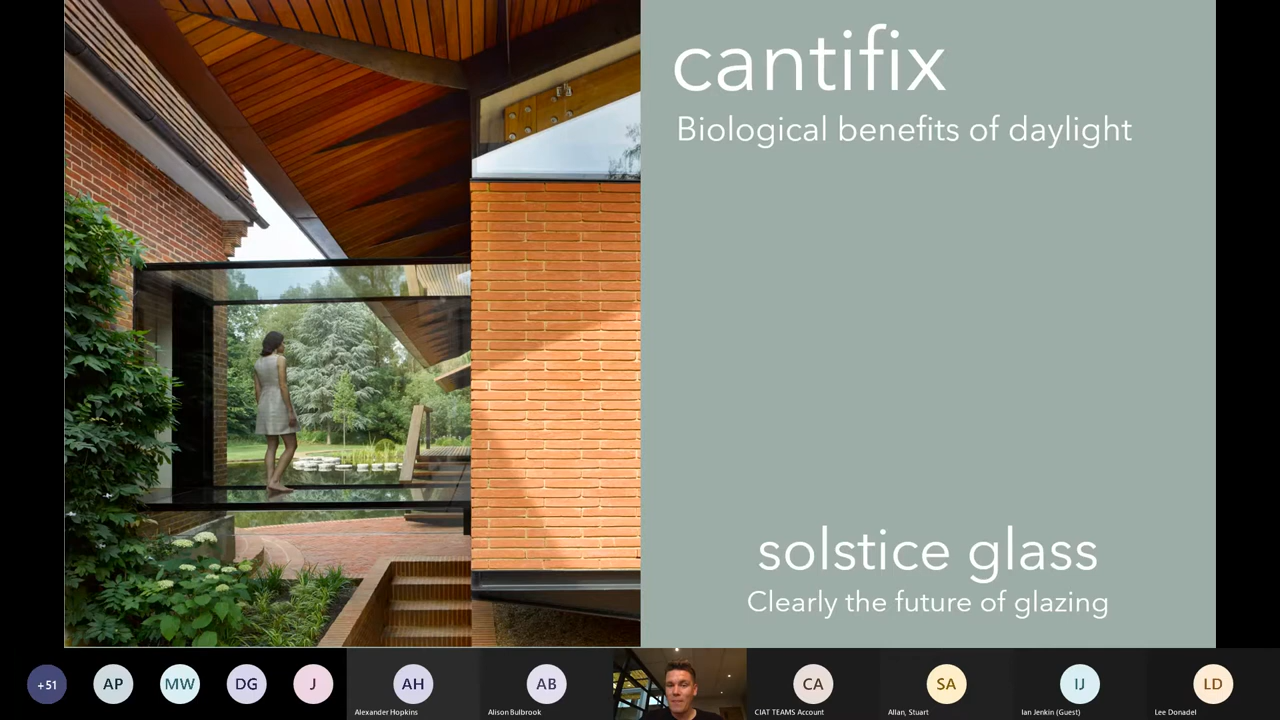 cantifix
Biological benefits of daylight
solstice glass
Clearly the future of glazing
+51
AP
MW
DG
J
AH
AB
CA
SA
IJ
LD
Alexander Hopkins
Alison Bulbrook
CIAT TEAMS Account
Allan, Stuart
Ian Jenkin (Guest)
Lee Donadel